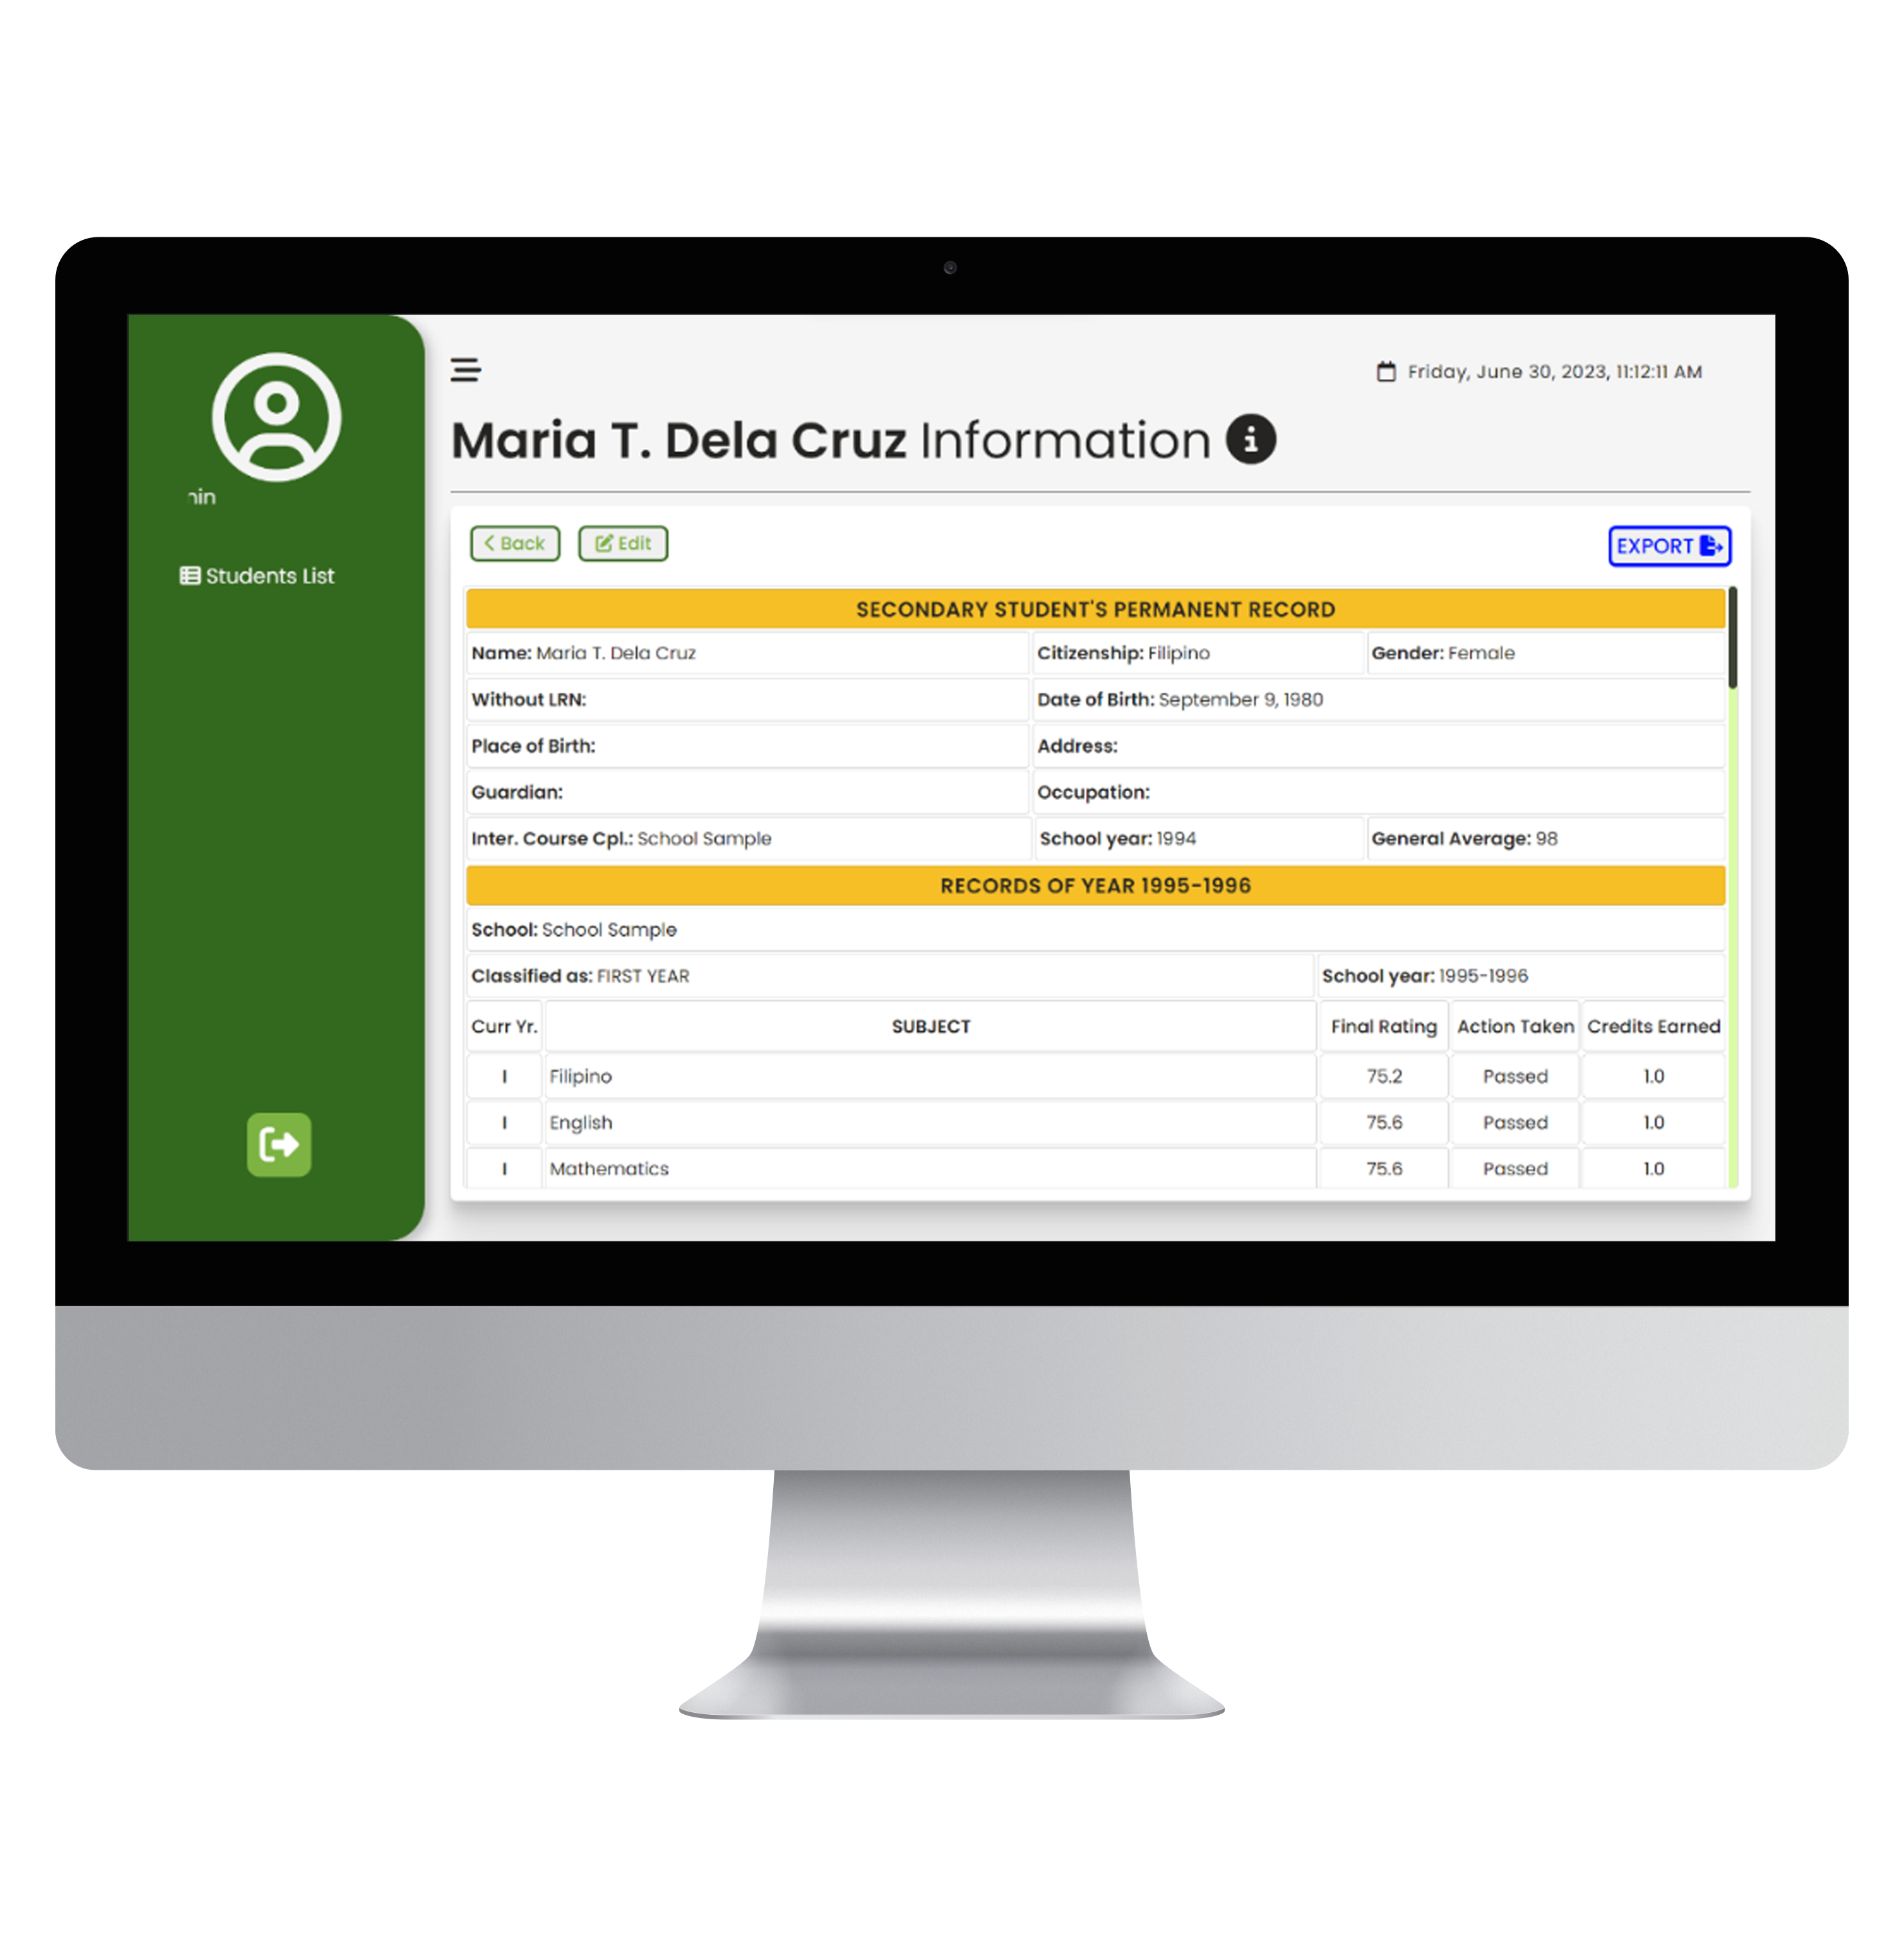 Friday, June 30, 2023, 11:12:11 AM
Maria T. Dela Cruz Information
Students List
Back Edit EXPORT
SECONDARY STUDENT'S PERMANENT RECORD
Name: Maria T. Dela Cruz Citizenship: Filipino Gender: Female
Without LRN: Date of Birth: September 9, 1980
Place of Birth: Address:
Guardian: Occupation:
Inter. Course Cpl.: School Sample School year: 1994 General Average: 98
RECORDS OF YEAR 1995-1996
School: School Sample
Classified as: FIRST YEAR School year: 1995-1996
Curr Yr. SUBJECT Final Rating Action Taken Credits Earned
I Filipino 75.2 Passed 1.0
I English 75.6 Passed 1.0
I Mathematics 75.6 Passed 1.0